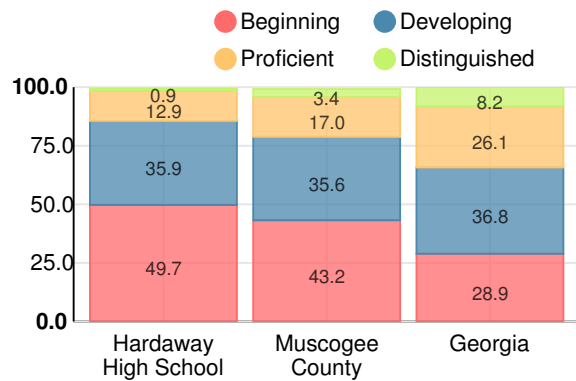 Beginning
Developing
Proficient
Distinguished
100.0
75.0
50.0
25.0
0.0
0.9
12.9
35.9
49.7
3.4
17.0
35.6
43.2
8.2
26.1
36.8
28.9
Hardaway
High School
Muscogee
County
Georgia